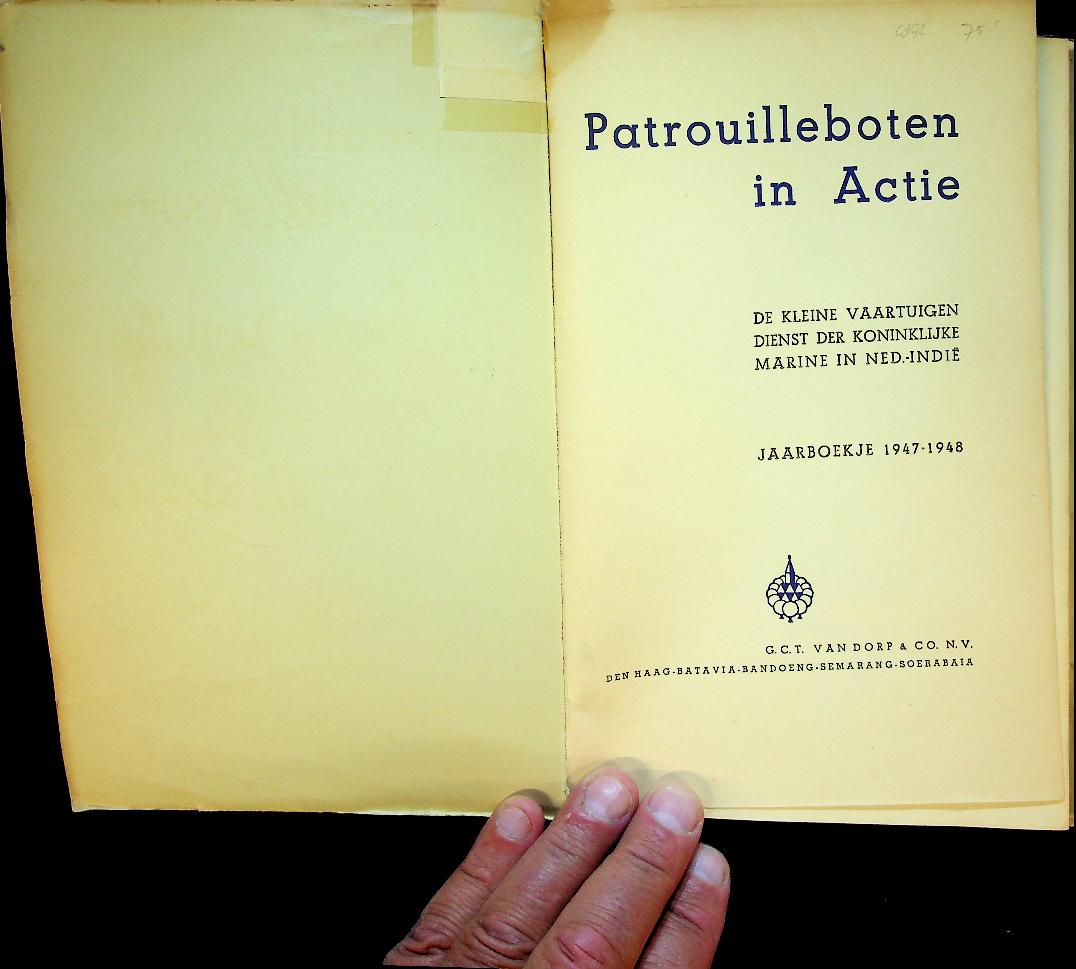 Patrouilleboten
in Actie
DE KLEINE VAARTUIGEN
DIENST DER KONINKLIJKE
MARINE IN NED.-INDIË
JAARBOEKJE 1947-1948
G.C.T. VAN DORP & CO. N.V.
DEN HAAG-BATAVIA-BANDOENG-SEMARANG-SOERABAIA